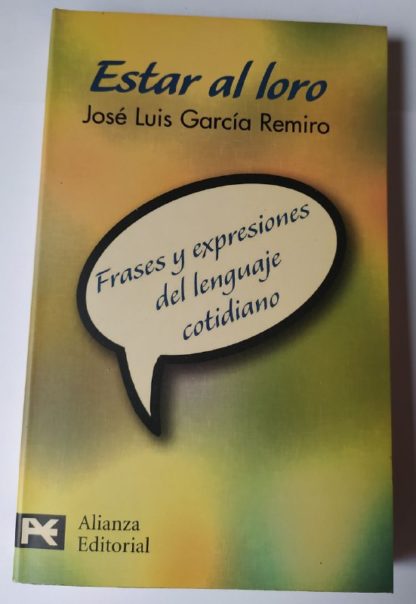 Estar al loro
José Luis García Remiro
Frases y expresiones
del lenguaje
cotidiano
Alianza
Editorial